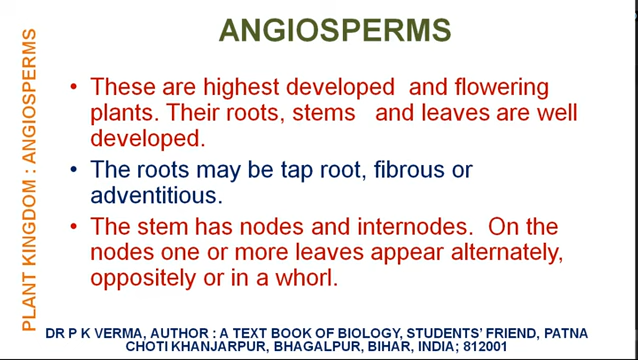 ANGIOSPERMS
PLANT KINGDOM : ANGIOSPERMS
• These are highest developed and flowering
plants. Their roots, stems and leaves are well
developed.
• The roots may be tap root, fibrous or
adventitious.
• The stem has nodes and internodes. On the
nodes one or more leaves appear alternately,
oppositely or in a whorl.
DR P K VERMA, AUTHOR : A TEXT BOOK OF BIOLOGY, STUDENTS' FRIEND, PATNA
CHOTI KHANJARPUR, BHAGALPUR, BIHAR, INDIA; 812001